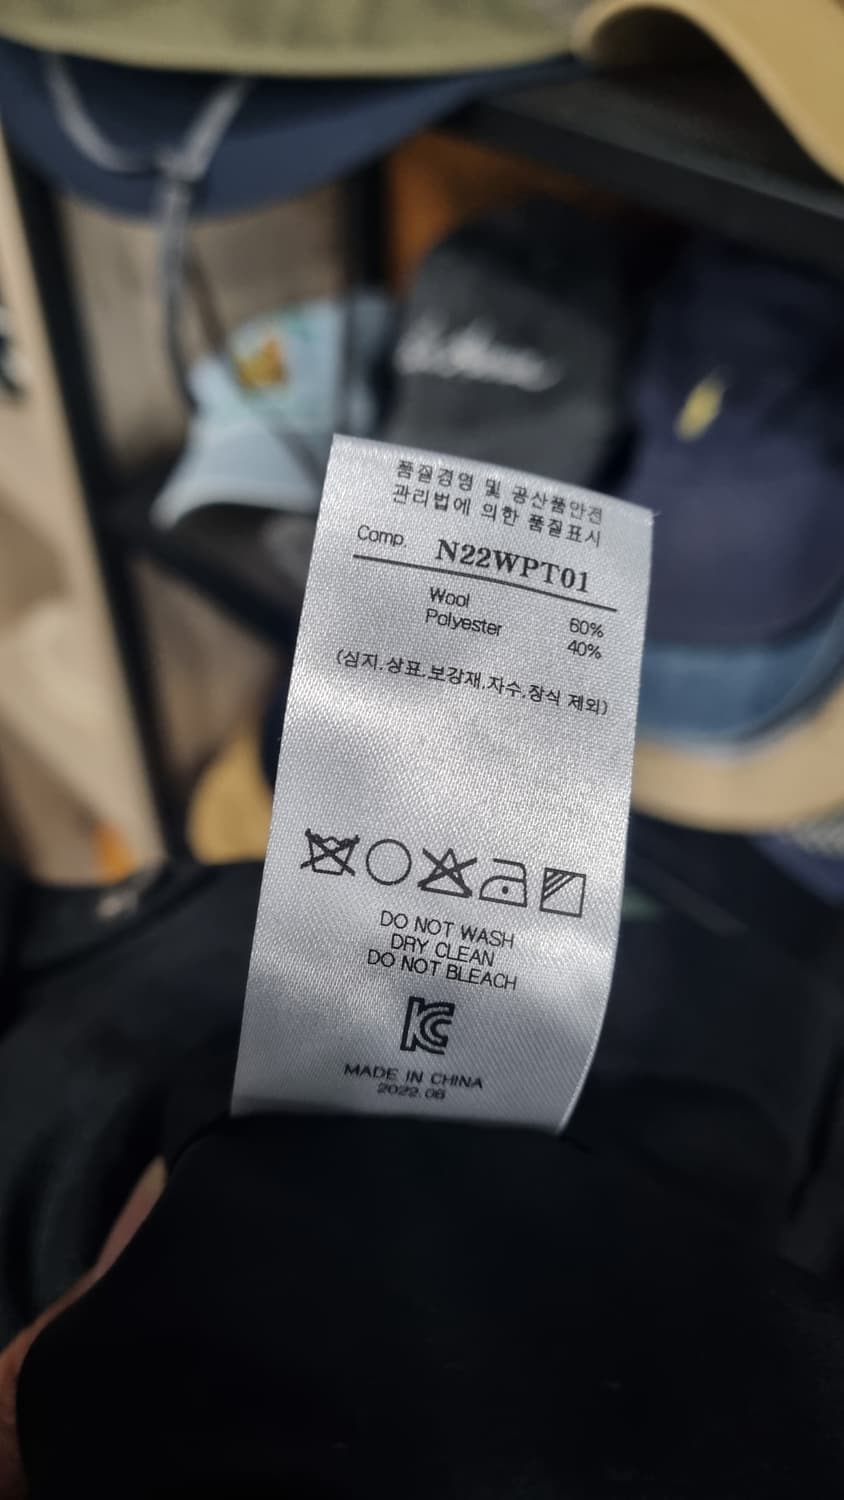 품질경영 및 공산품안전
관리법에 의한 품질표시
Comp. N22WPT01
Wool 60%
Polyester 40%
(심지.상표.보강재.자수.장식 제외)
DO NOT WASH
DRY CLEAN
DO NOT BLEACH
KC
MADE IN CHINA
2022.08